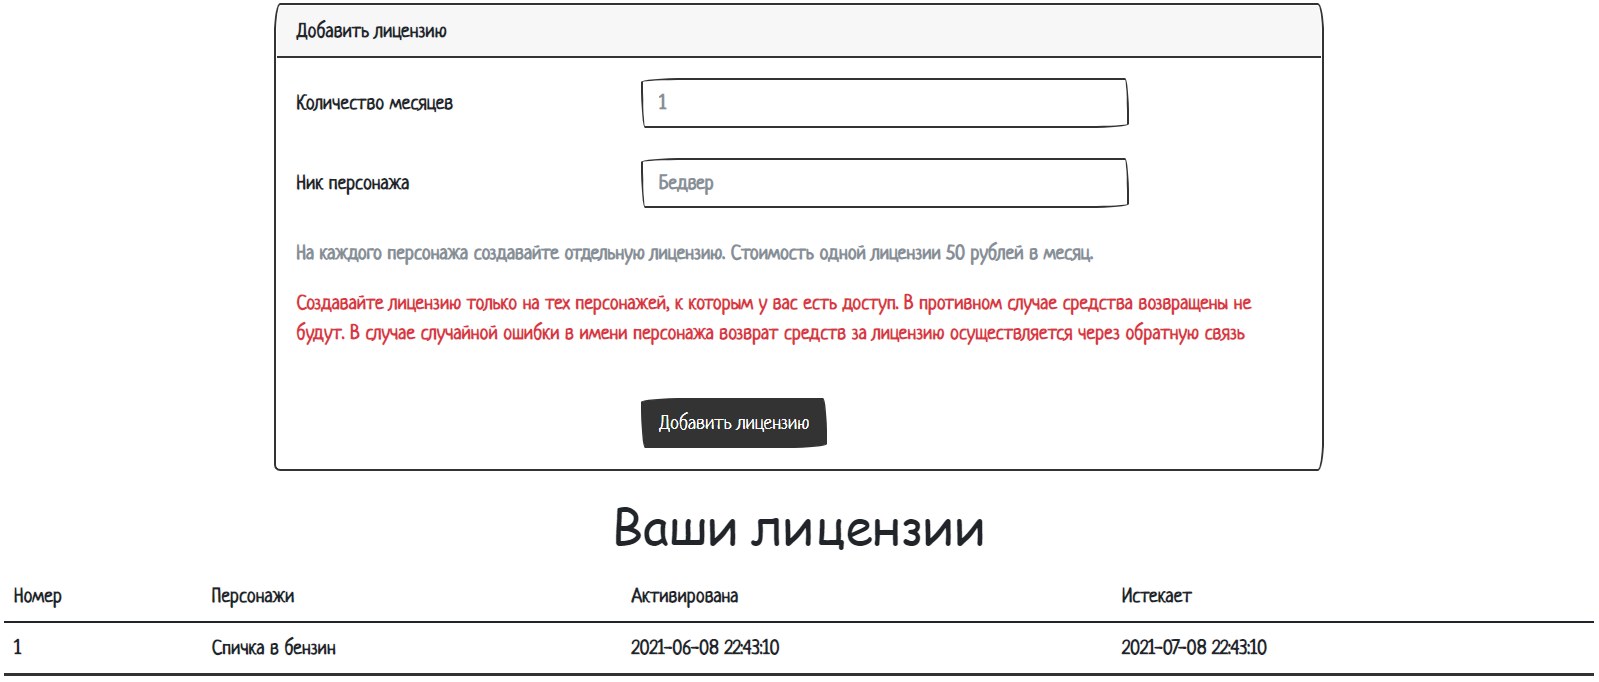 Добавить лицензию
Количество месяцев
1
Ник персонажа
Бедвер
На каждого персонажа создавайте отдельную лицензию. Стоимость одной лицензии 50 рублей в месяц.
Создавайте лицензию только на тех персонажей, к которым у вас есть доступ. В противном случае средства возвращены не
будут. В случае случайной ошибки в имени персонажа возврат средств за лицензию осуществляется через обратную связь
Добавить лицензию
Ваши лицензии
Номер Персонажи Активирована Истекает
1 Спичка в бензин 2021-06-08 22:43:10 2021-07-08 22:43:10